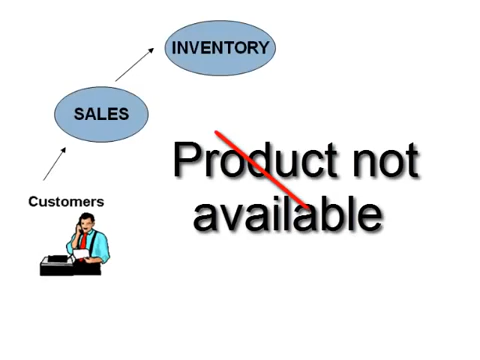 INVENTORY
SALES
Customers
Product not
available